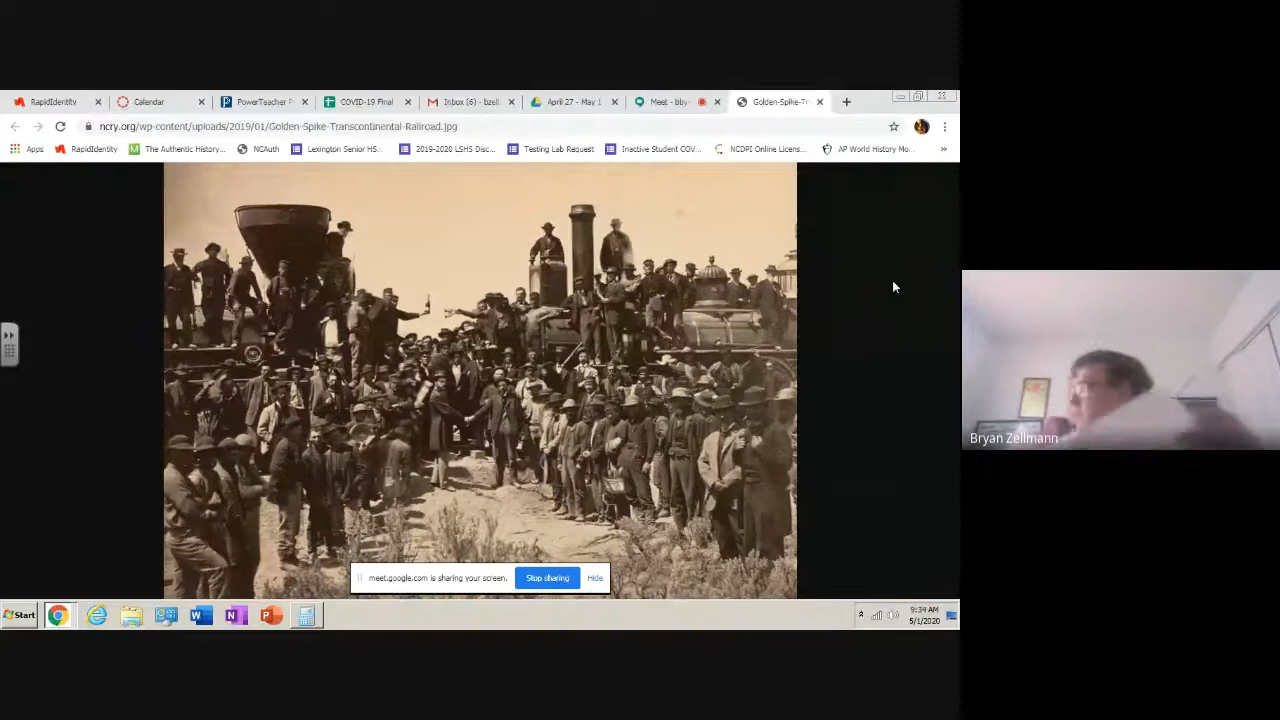 RapidIdentity
Calendar
PowerTeacher P
COVID-19 Final
Inbox (6) - bzell
April 27 - May 1
Meet - bby-
Golden-Spike-Tr
ncry.org/wp-content/uploads/2019/01/Golden-Spike-Transcontinental-Railroad.jpg
Apps
RapidIdentity
The Authentic History...
NCAuth
Lexington Senior HS...
2019-2020 LSHS Disc...
Testing Lab Request
Inactive Student COV...
NCDPI Online Licens...
AP World History Mo...
Bryan Zellmann
meet.google.com is sharing your screen.
Stop sharing
Hide
Start
9:34 AM
5/1/2020